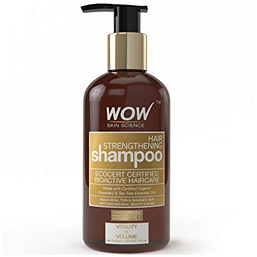 WOW™
SKIN SCIENCE
HAIR
STRENGTHENING
shampoo
ECOCERT CERTIFIED
BIOACTIVE HAIRCARE
Made with Certified Organic
Rosemary & Tea Tree Essential Oils
VITALITY
+
VOLUME